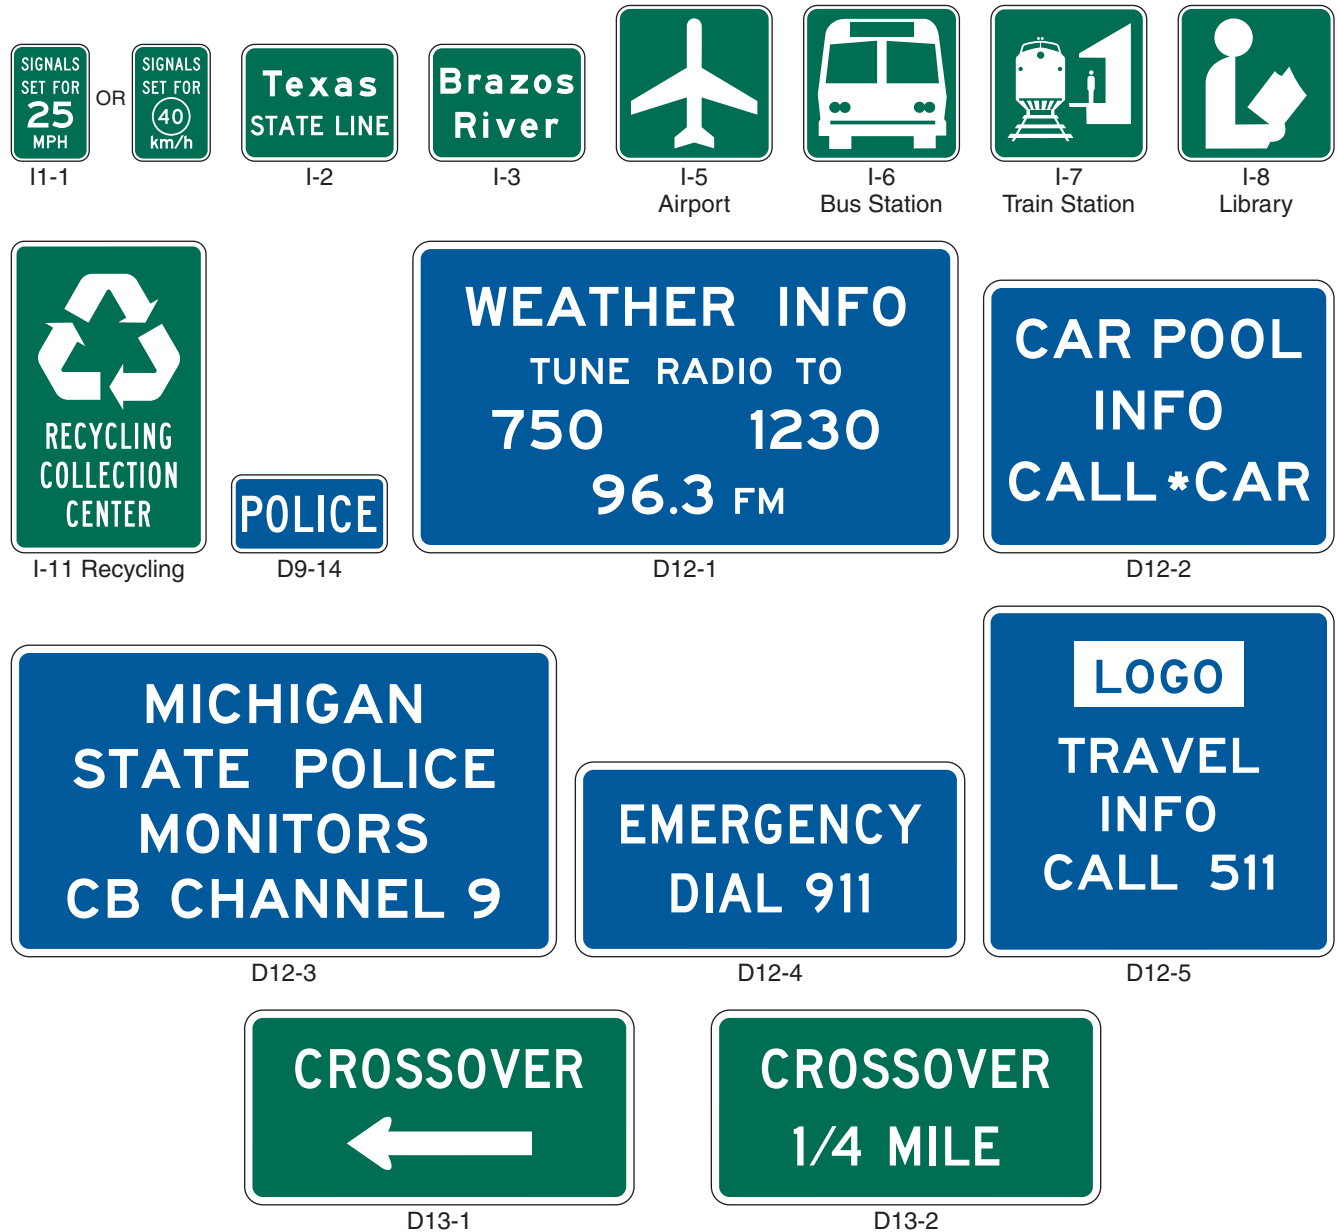 SIGNALS
SET FOR
25
MPH
OR
SIGNALS
SET FOR
40
km/h
I1-1
Texas
STATE LINE
I-2
Brazos
River
I-3
I-5
Airport
I-6
Bus Station
I-7
Train Station
I-8
Library
RECYCLING
COLLECTION
CENTER
I-11 Recycling
POLICE
D9-14
WEATHER INFO
TUNE RADIO TO
750 1230
96.3 FM
D12-1
CAR POOL
INFO
CALL *CAR
D12-2
MICHIGAN
STATE POLICE
MONITORS
CB CHANNEL 9
D12-3
EMERGENCY
DIAL 911
D12-4
LOGO
TRAVEL
INFO
CALL 511
D12-5
CROSSOVER
D13-1
CROSSOVER
1/4 MILE
D13-2